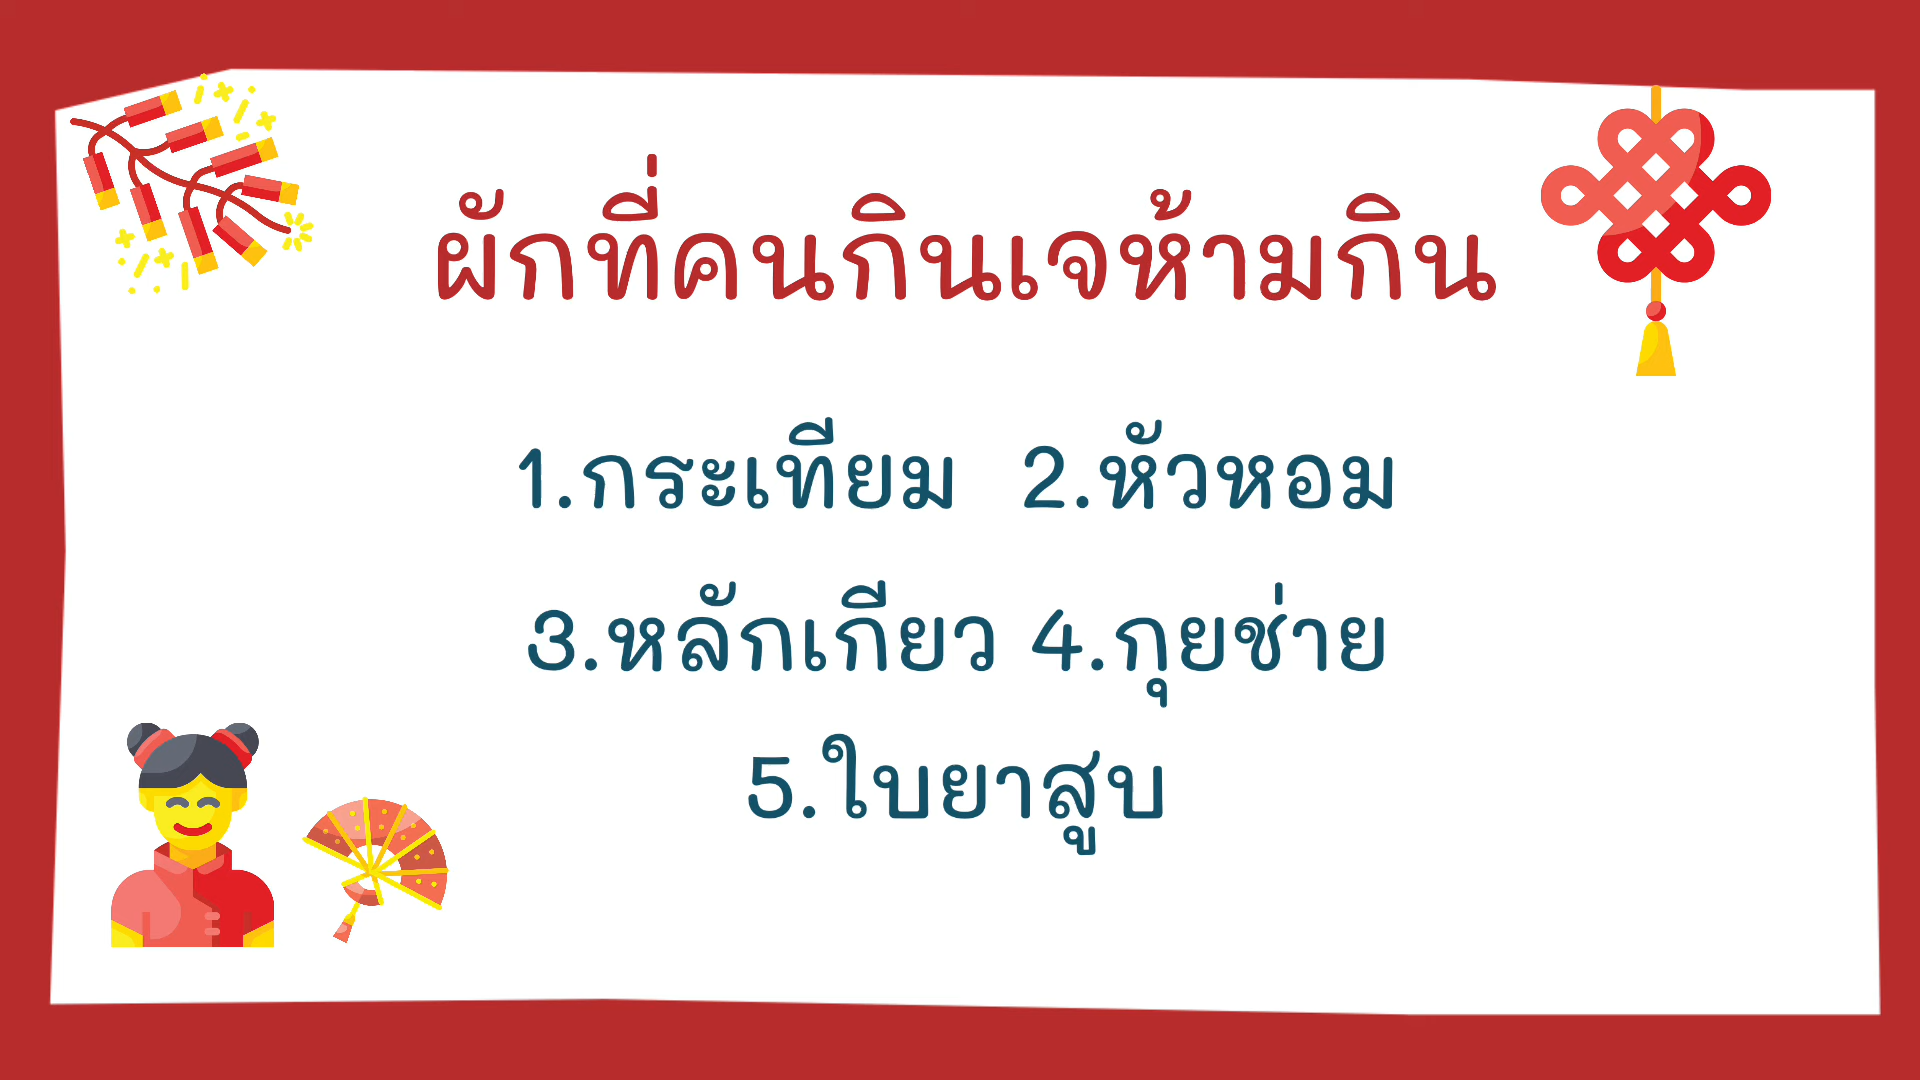 ผักที่คนกินเจห้ามกิน
1.กระเทียม 2.หัวหอม
3.หลักเกียว 4.กุยช่าย
5.ใบยาสูบ